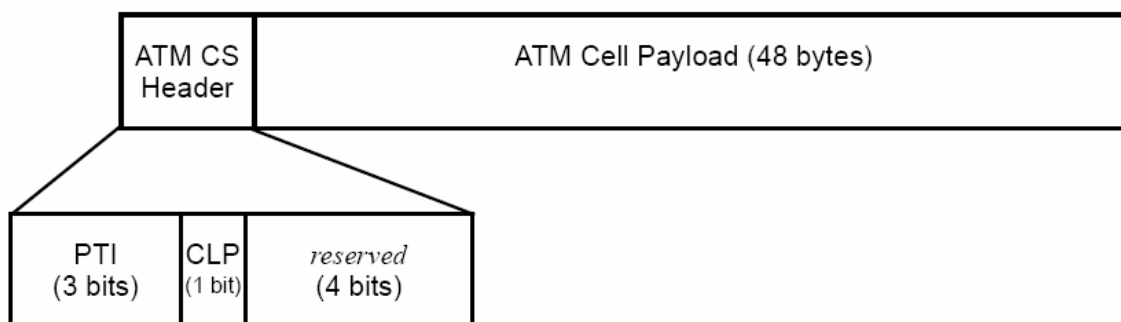 ATM CS
Header
ATM Cell Payload (48 bytes)
PTI
(3 bits)
CLP
(1 bit)
reserved
(4 bits)